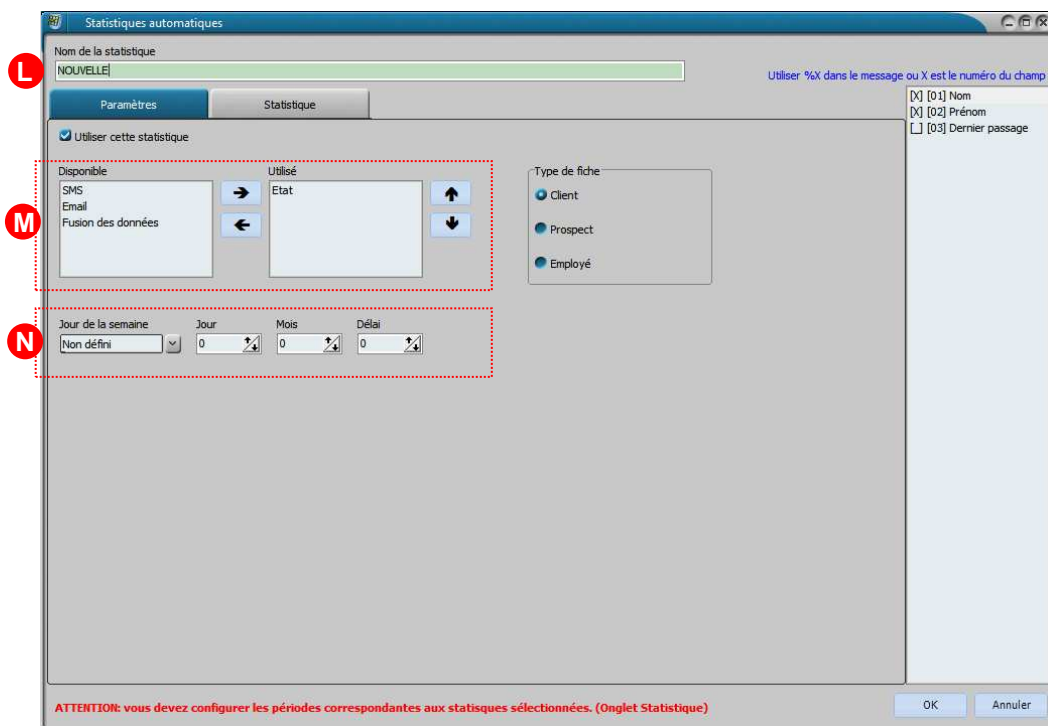 Statistiques automatiques
Nom de la statistique
L
NOUVELLE
Utiliser %X dans le message ou X est le numéro du champ
Paramètres
Statistique
[X] [01] Nom
[X] [02] Prénom
[_] [03] Dernier passage
Utiliser cette statistique
M
Disponible
SMS
Email
Fusion des données
Utilisé
Etat
Type de fiche
Client
Prospect
Employé
N
Jour de la semaine
Jour
Mois
Délai
Non défini
0
0
0
ATTENTION: vous devez configurer les périodes correspondantes aux statisques sélectionnées. (Onglet Statistique)
OK
Annuler